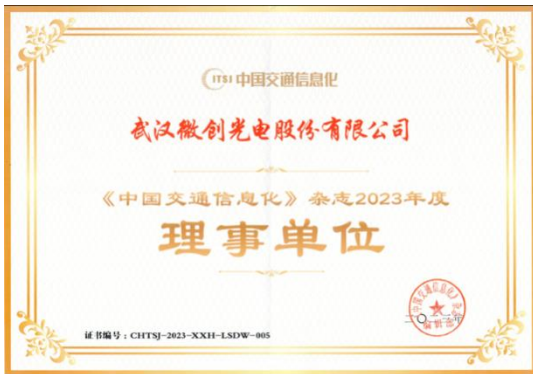 ITSJ 中国交通信息化
武汉微创光电股份有限公司
《中国交通信息化》杂志2023年度
理事单位
证书编号：CHTSJ-2023-XXH-LSDW-005